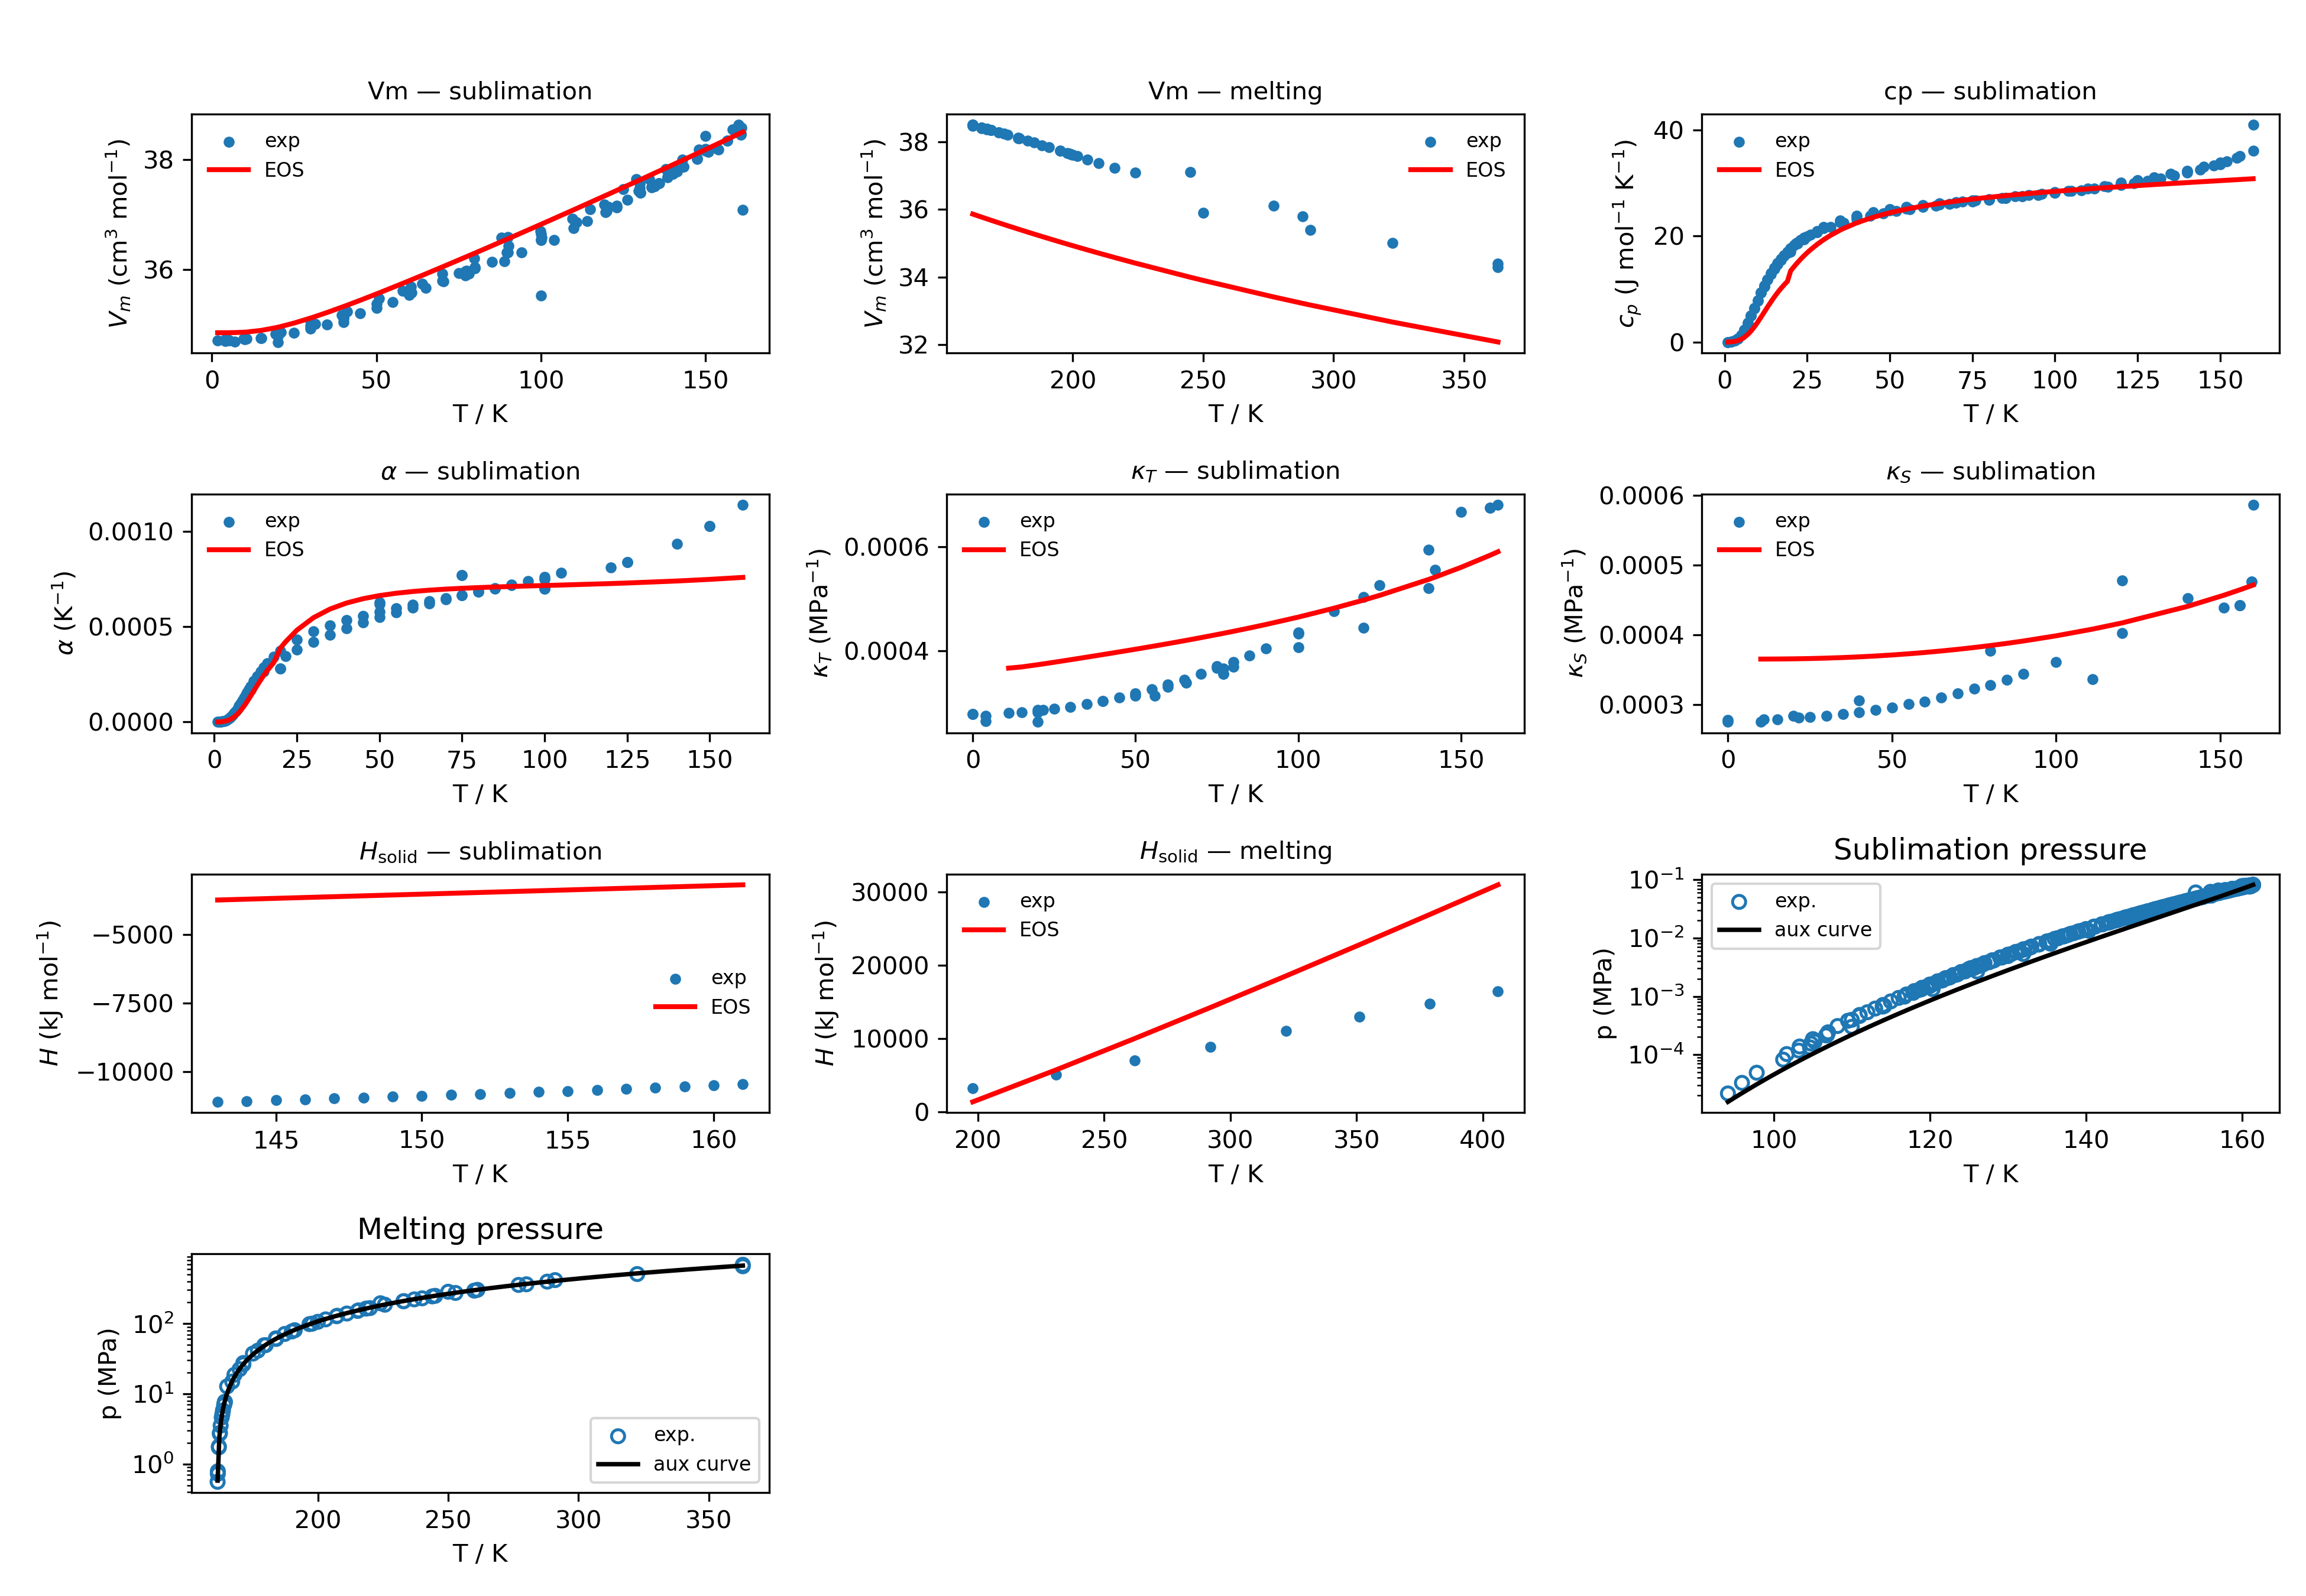 Vm — sublimation
V_m (cm³ mol⁻¹)
38
36
exp
EOS
0
50
100
150
T / K
Vm — melting
V_m (cm³ mol⁻¹)
38
36
34
32
exp
EOS
200
250
300
350
T / K
cp — sublimation
c_p (J mol⁻¹ K⁻¹)
40
20
0
exp
EOS
0
25
50
75
100
125
150
T / K
α — sublimation
α (K⁻¹)
0.0010
0.0005
0.0000
exp
EOS
0
25
50
75
100
125
150
T / K
κ_T — sublimation
κ_T (MPa⁻¹)
0.0006
0.0004
exp
EOS
0
50
100
150
T / K
κ_S — sublimation
κ_S (MPa⁻¹)
0.0006
0.0005
0.0004
0.0003
exp
EOS
0
50
100
150
T / K
H_solid — sublimation
H (kJ mol⁻¹)
−5000
−7500
−10000
exp
EOS
145
150
155
160
T / K
H_solid — melting
H (kJ mol⁻¹)
30000
20000
10000
0
exp
EOS
200
250
300
350
400
T / K
Sublimation pressure
p (MPa)
10⁻¹
10⁻²
10⁻³
10⁻⁴
exp.
aux curve
100
120
140
160
T / K
Melting pressure
p (MPa)
10²
10¹
10⁰
exp.
aux curve
200
250
300
350
T / K